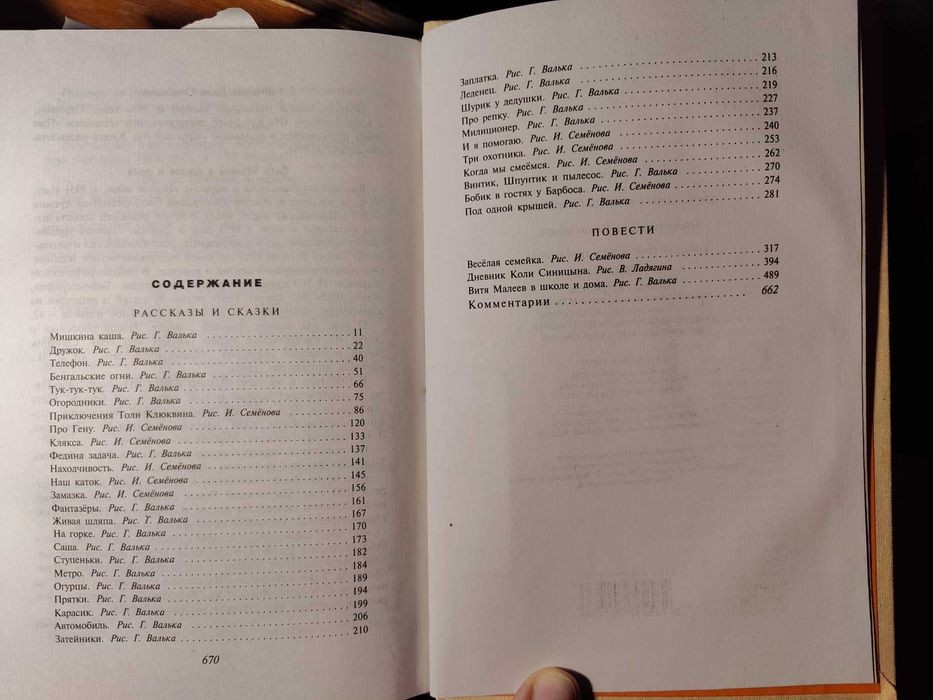 СОДЕРЖАНИЕ
РАССКАЗЫ И СКАЗКИ
Мишкина каша. Рис. Г. Валька . . . . . . . . . . . . . . 11
Дружок. Рис. Г. Валька . . . . . . . . . . . . . . 22
Телефон. Рис. Г. Валька . . . . . . . . . . . . . . 40
Бенгальские огни. Рис. Г. Валька . . . . . . . . . . . . . . 51
Тук-тук-тук. Рис. Г. Валька . . . . . . . . . . . . . . 66
Огородники. Рис. Г. Валька . . . . . . . . . . . . . . 75
Приключения Толи Клюквина. Рис. И. Семёнова . . . . . . . . 86
Про Гену. Рис. И. Семёнова . . . . . . . . . . . . . . 120
Клякса. Рис. И. Семёнова . . . . . . . . . . . . . . 133
Федина задача. Рис. Г. Валька . . . . . . . . . . . . . . 137
Находчивость. Рис. И. Семёнова . . . . . . . . . . . . . . 141
Наш каток. Рис. И. Семёнова . . . . . . . . . . . . . . 145
Замазка. Рис. И. Семёнова . . . . . . . . . . . . . . 156
Фантазёры. Рис. Г. Валька . . . . . . . . . . . . . . 161
Живая шляпа. Рис. Т. Валька . . . . . . . . . . . . . . 167
На горке. Рис. Г. Валька . . . . . . . . . . . . . . 170
Саша. Рис. Г. Валька . . . . . . . . . . . . . . 173
Ступеньки. Рис. Г. Валька . . . . . . . . . . . . . . 182
Метро. Рис. Г. Валька . . . . . . . . . . . . . . 184
Огурцы. Рис. Г. Валька . . . . . . . . . . . . . . 189
Прятки. Рис. Г. Валька . . . . . . . . . . . . . . 194
Карасик. Рис. Г. Валька . . . . . . . . . . . . . . 199
Автомобиль. Рис. Г. Валька . . . . . . . . . . . . . . 206
Затейники. Рис. Г. Валька . . . . . . . . . . . . . . 210
670
Заплатка. Рис. Г. Валька . . . . . . . . . . . . . . 213
Леденец. Рис. Г. Валька . . . . . . . . . . . . . . 216
Шурик у дедушки. Рис. Г. Валька . . . . . . . . . . . . . . 219
Про репку. Рис. Г. Валька . . . . . . . . . . . . . . 227
Милиционер. Рис. Г. Валька . . . . . . . . . . . . . . 237
И я помогаю. Рис. И. Семёнова . . . . . . . . . . . . . . 240
Три охотника. Рис. И. Семёнова . . . . . . . . . . . . . . 253
Когда мы смеёмся. Рис. И. Семёнова . . . . . . . . . . . . 262
Винтик, Шпунтик и пылесос. Рис. Г. Валька . . . . . . . . 270
Бобик в гостях у Барбоса. Рис. И. Семёнова . . . . . . . . 274
Под одной крышей. Рис. Г. Валька . . . . . . . . . . . . 281
ПОВЕСТИ
Весёлая семейка. Рис. И. Семёнова . . . . . . . . . . . . 317
Дневник Коли Синицына. Рис. В. Ладягина . . . . . . . . 394
Витя Малеев в школе и дома. Рис. Г. Валька . . . . . . . . 489
Комментарии . . . . . . . . . . . . . . 662